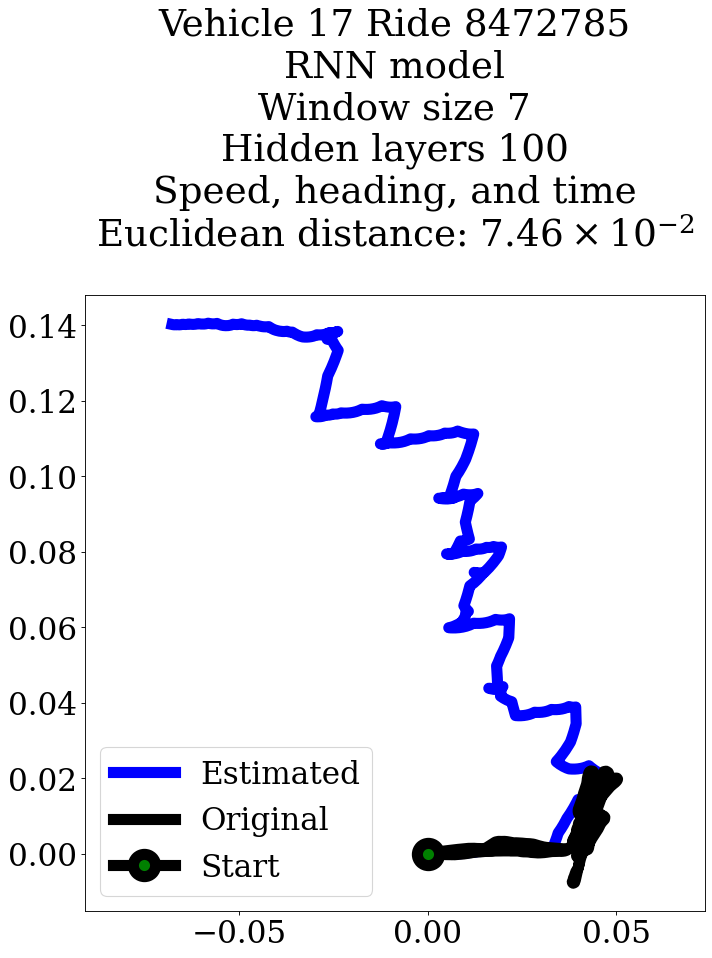 Vehicle 17 Ride 8472785
RNN model
Window size 7
Hidden layers 100
Speed, heading, and time
Euclidean distance: 7.46 × 10⁻²
0.14
0.12
0.10
0.08
0.06
0.04
0.02
0.00
Estimated
Original
Start
−0.05 0.00 0.05